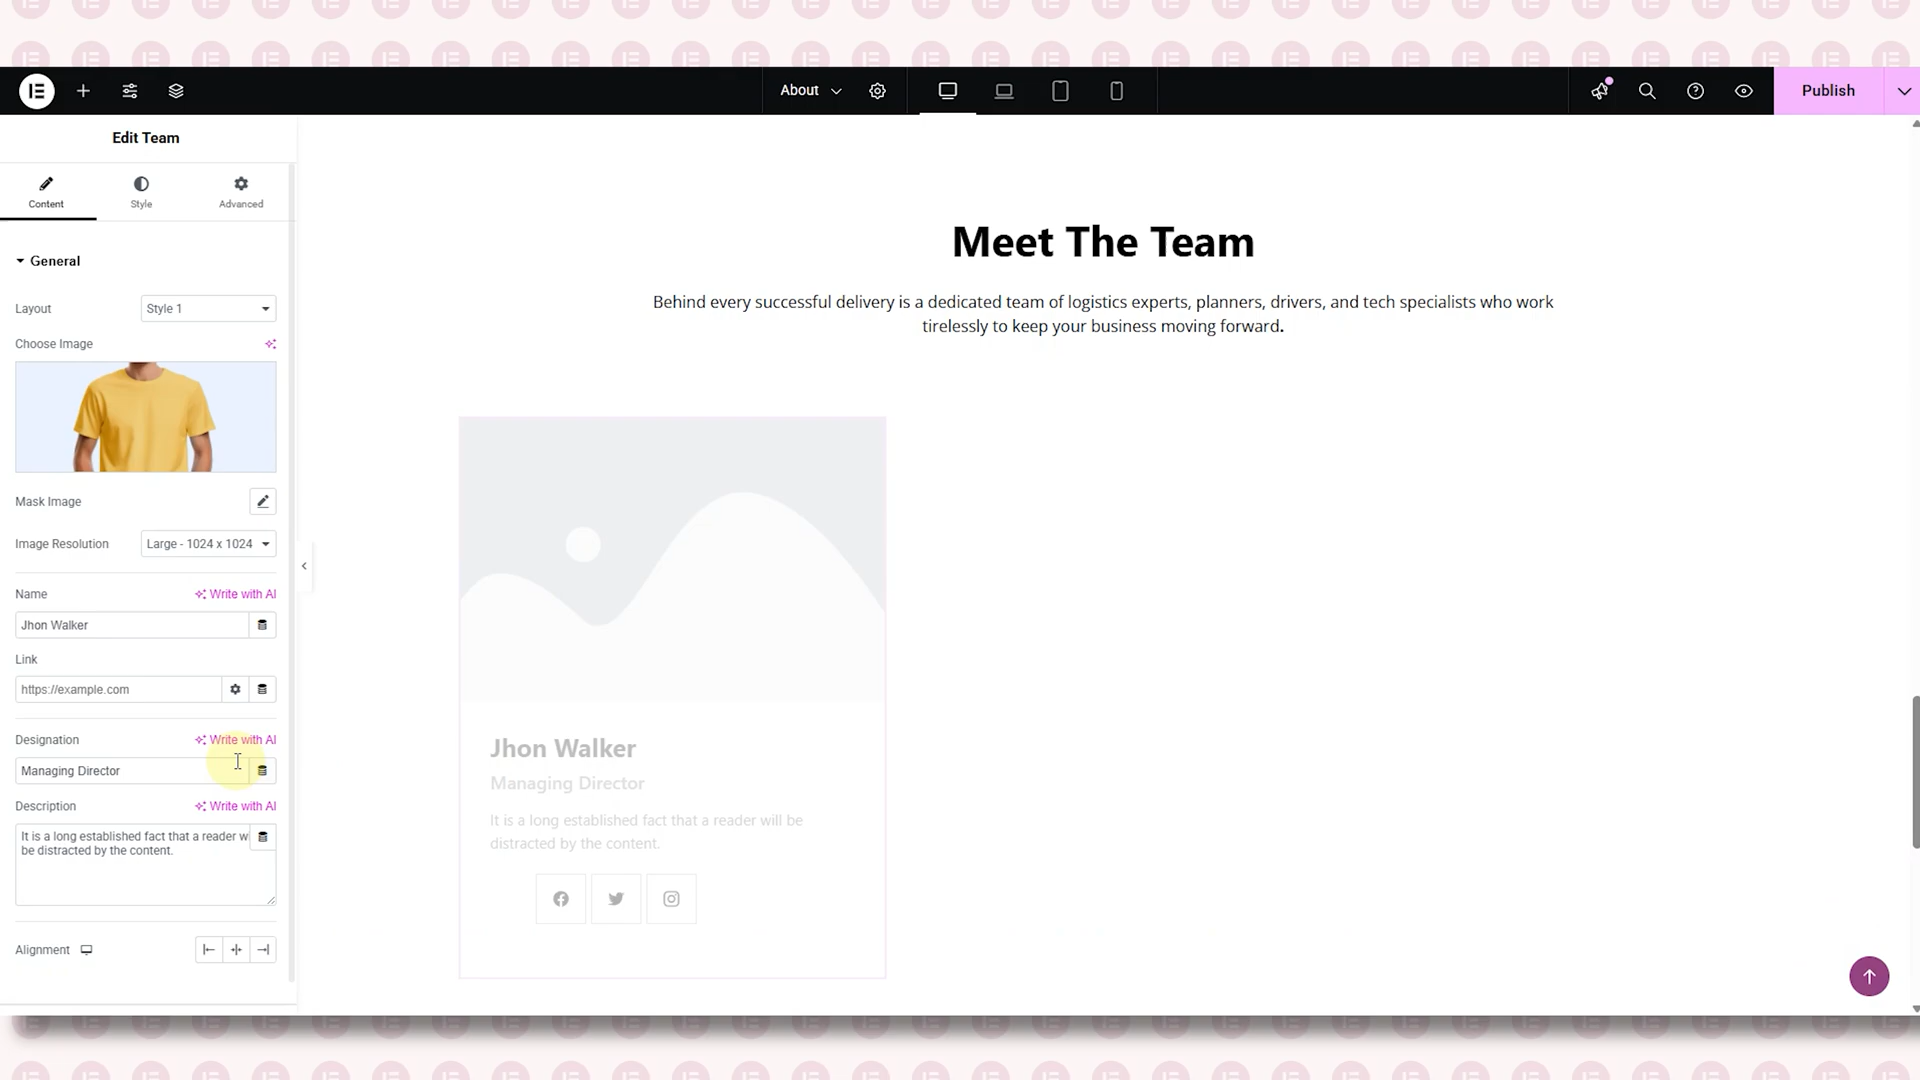 About
Publish
Edit Team
Content
Style
Advanced
General
Layout
Style 1
Choose Image
Mask Image
Image Resolution
Large - 1024 x 1024
Name
Write with AI
Jhon Walker
Link
https://example.com
Designation
Write with AI
Managing Director
Description
Write with AI
It is a long established fact that a reader w
be distracted by the content.
Alignment
Meet The Team
Behind every successful delivery is a dedicated team of logistics experts, planners, drivers, and tech specialists who work
tirelessly to keep your business moving forward.
Jhon Walker
Managing Director
It is a long established fact that a reader will be
distracted by the content.